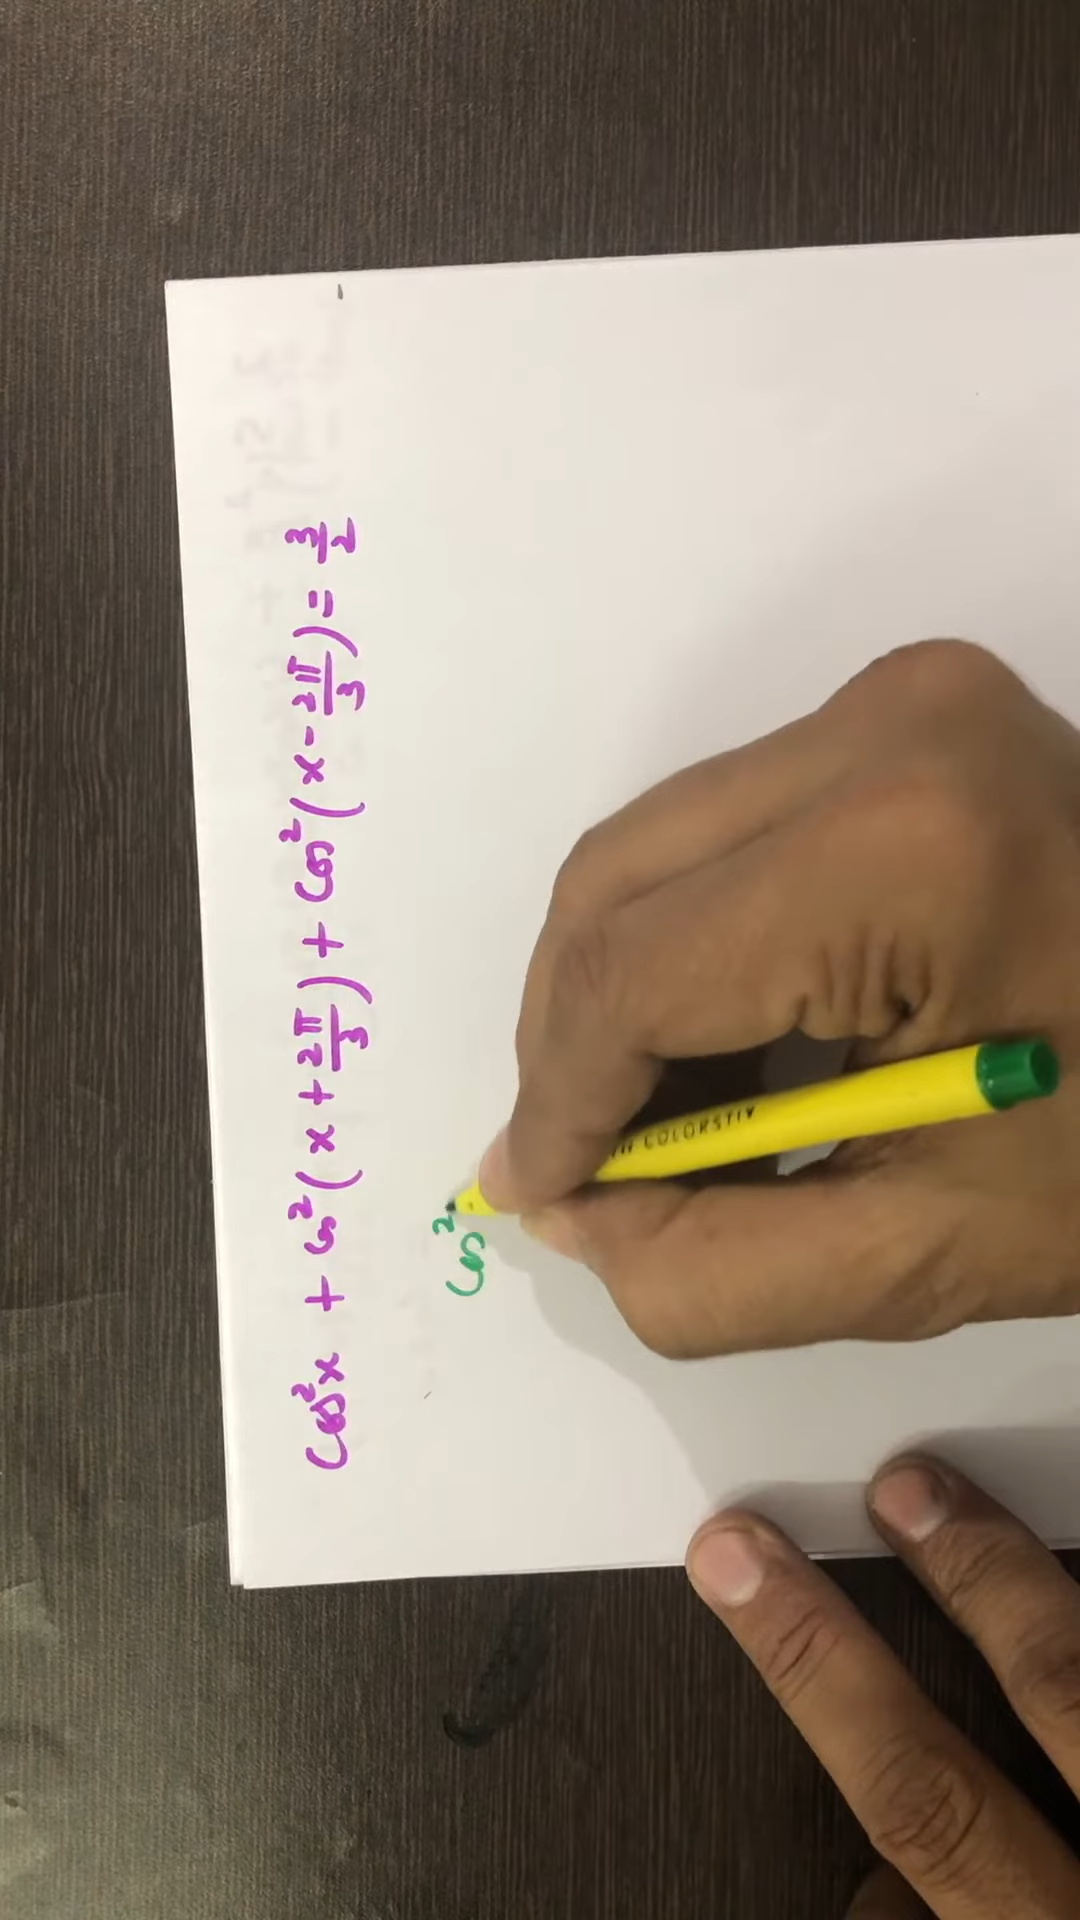 cos²x + cos²(x + 2π/3) + cos²(x - 2π/3) = 3/2
cos²
COLORSTIX